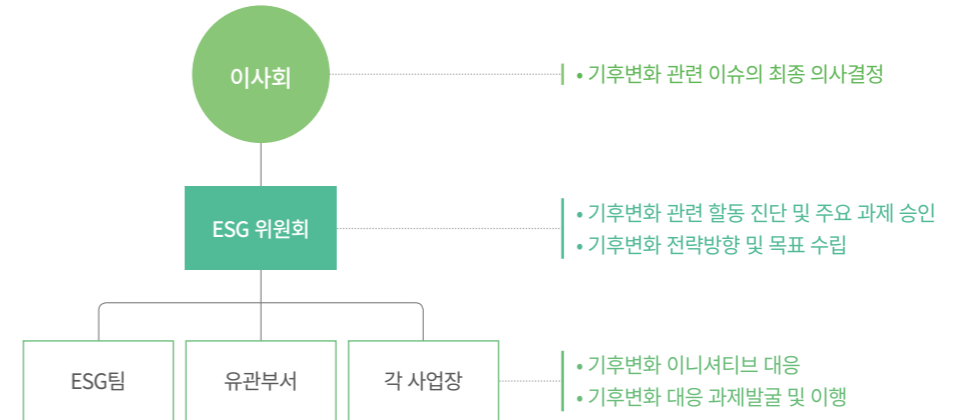 이사회
• 기후변화 관련 이슈의 최종 의사결정
ESG 위원회
• 기후변화 관련 할동 진단 및 주요 과제 승인
• 기후변화 전략방향 및 목표 수립
ESG팀
유관부서
각 사업장
• 기후변화 이니셔티브 대응
• 기후변화 대응 과제발굴 및 이행